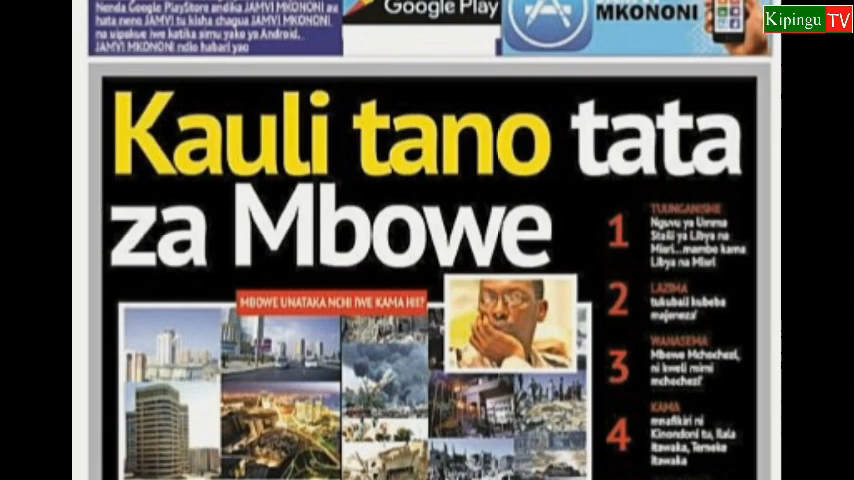 Nenda Google PlayStore andika JAMVI MKONONI au
hata neno JAMVI tu kisha chagua JAMVI MKONONI
na uipakue iwe katika simu yako ya Android.
JAMVI MKONONI ndio habari yao
Google Play
MKONONI
Kipingu TV
Kauli tano tata
za Mbowe
MBOWE UNATAKA NCHI IWE KAMA HII?
1
TUUNGANISHE
Nguvu ya Umma
Staili ya Libya na
Misri...mambo kama
Libya na Misri
2
LAZIMA
tukubali kubeba
majeneza'
3
WANASEMA
Mbowe Mchochezi,
ni kweli mimi
mchochezi'
4
KAMA
mnafikiri ni
Kinondoni tu, Ilala
itawaka, Temeke
itawaka